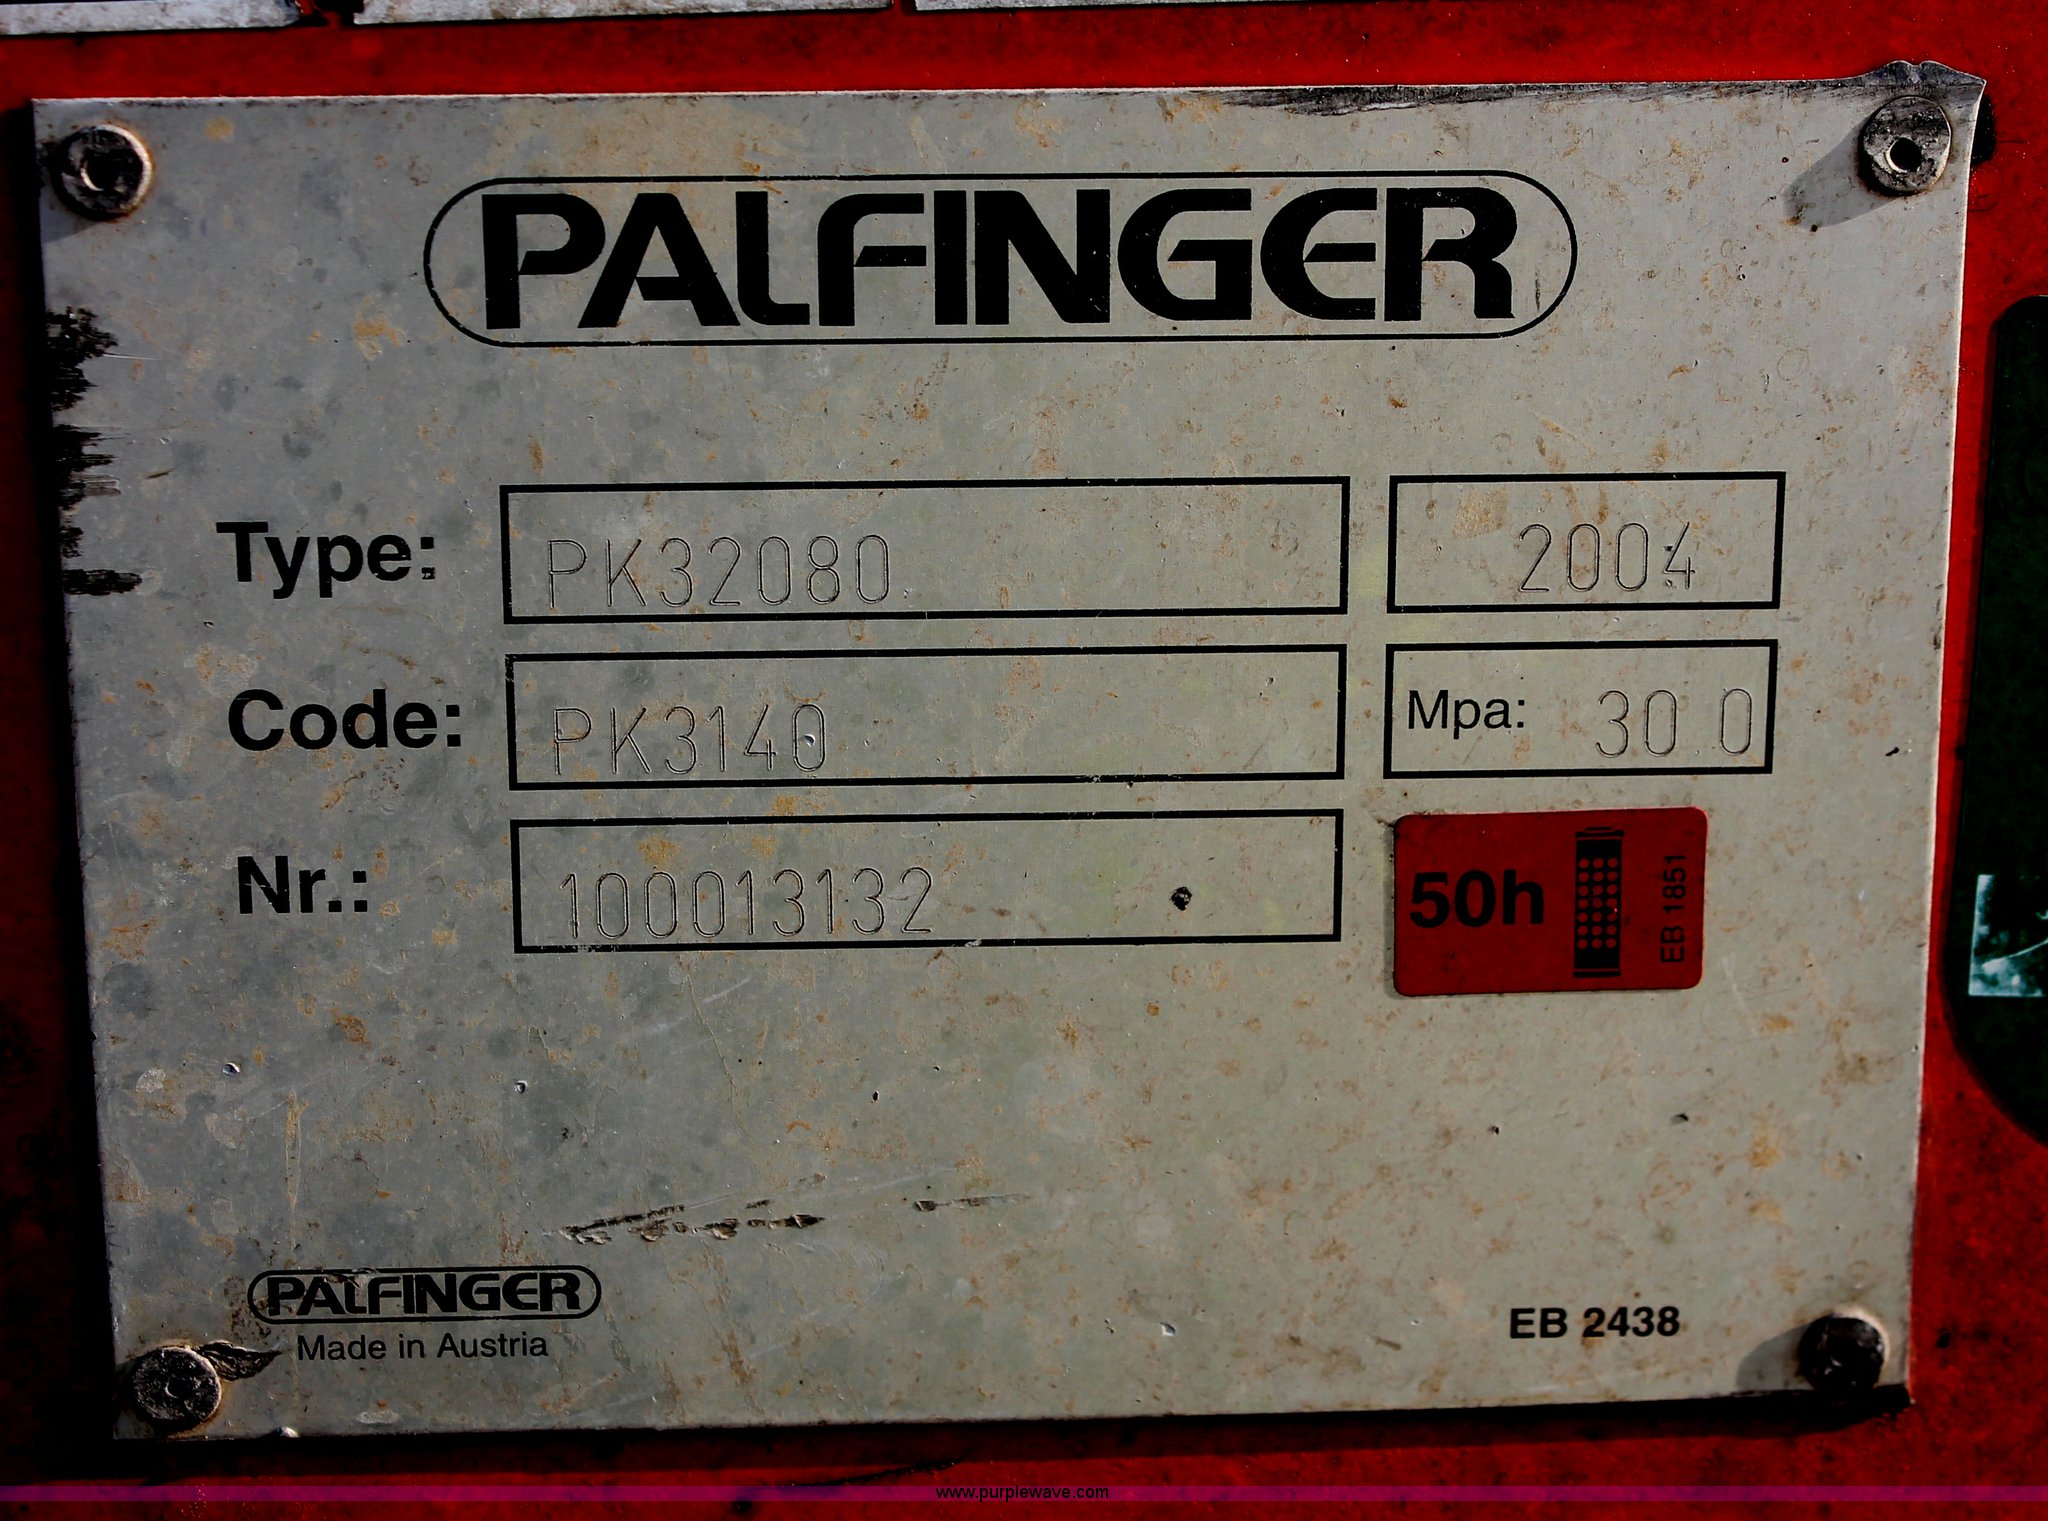 PALFINGER
Type: PK32080 2004
Code: PK3140 Mpa: 30.0
Nr.: 100013132
50h EB 1851
PALFINGER
Made in Austria
EB 2438
www.purplewave.com